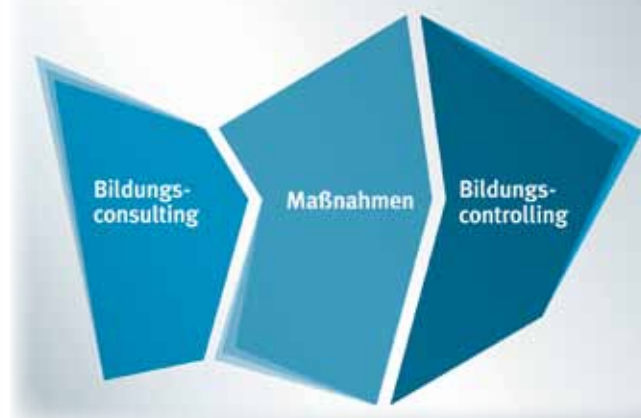 Bildungs-
consulting
Maßnahmen
Bildungs-
controlling